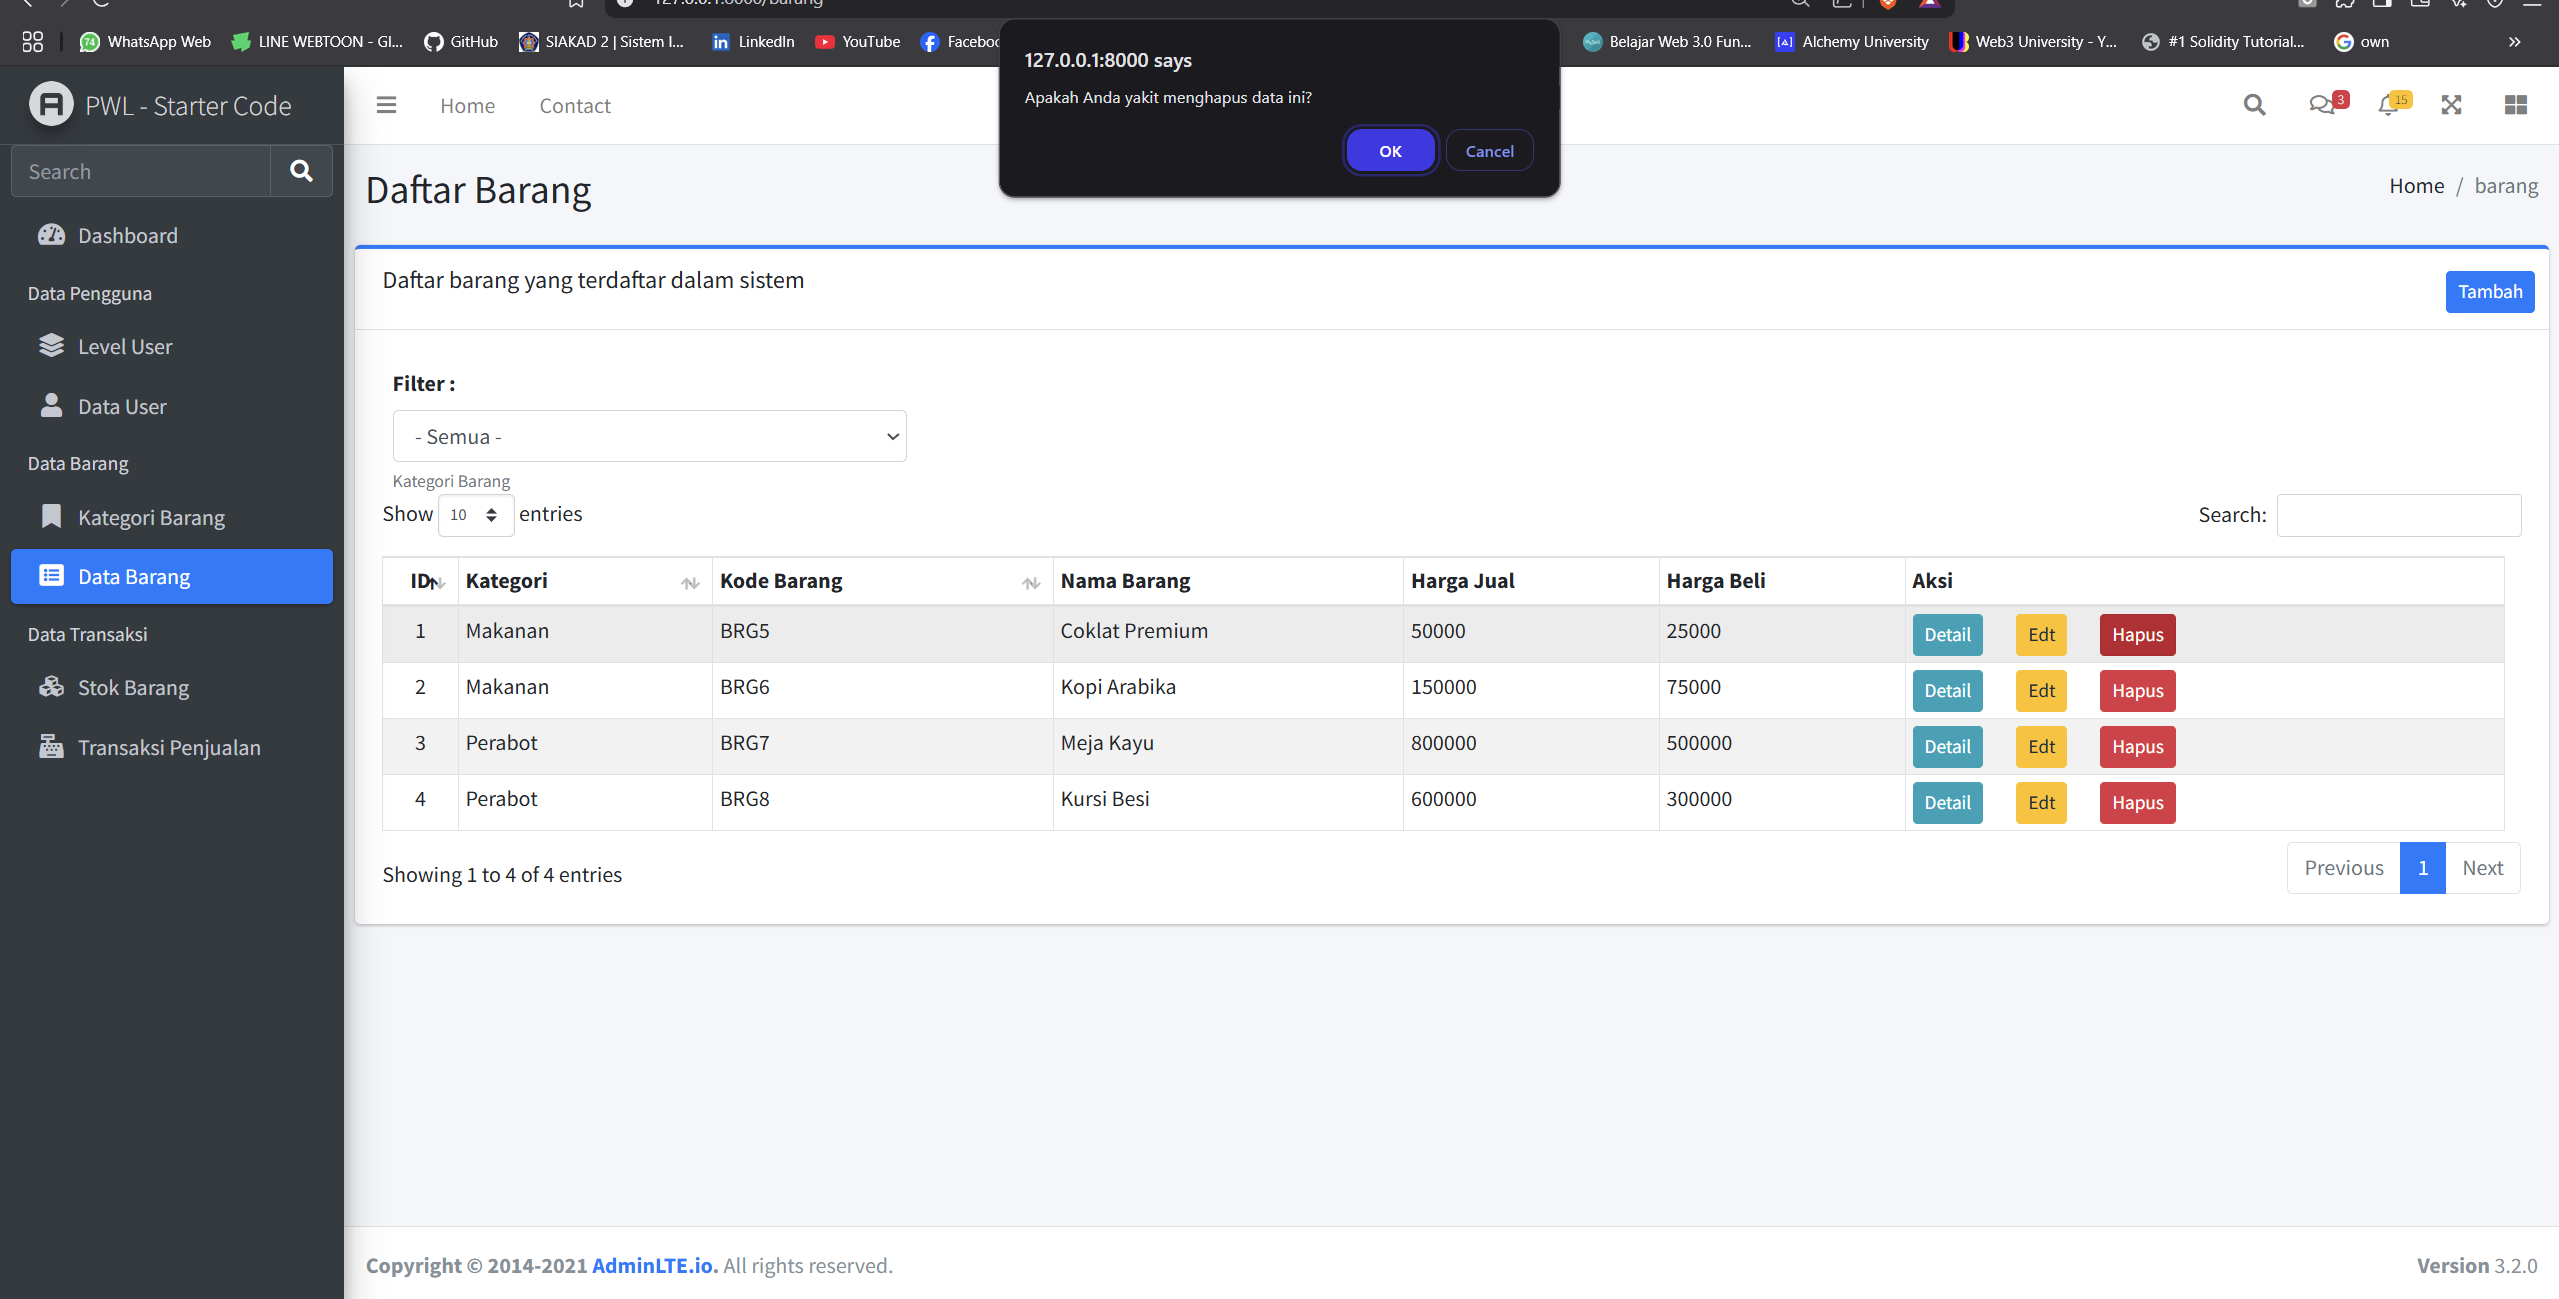 WhatsApp Web
LINE WEBTOON - Gl...
GitHub
SIAKAD 2 | Sistem I...
LinkedIn
YouTube
Belajar Web 3.0 Fun...
Alchemy University
Web3 University - Y...
#1 Solidity Tutorial...
own
74
127.0.0.1:8000 says
Apakah Anda yakit menghapus data ini?
OK
Cancel
PWL - Starter Code
Search
Dashboard
Data Pengguna
Level User
Data User
Data Barang
Kategori Barang
Data Barang
Data Transaksi
Stok Barang
Transaksi Penjualan
Home Contact
3
15
Daftar Barang
Home / barang
Daftar barang yang terdaftar dalam sistem
Tambah
Filter :
- Semua -
Kategori Barang
Show 10 entries
Search:
ID Kategori Kode Barang Nama Barang Harga Jual Harga Beli Aksi
1 Makanan BRG5 Coklat Premium 50000 25000 Detail Edt Hapus
2 Makanan BRG6 Kopi Arabika 150000 75000 Detail Edt Hapus
3 Perabot BRG7 Meja Kayu 800000 500000 Detail Edt Hapus
4 Perabot BRG8 Kursi Besi 600000 300000 Detail Edt Hapus
Showing 1 to 4 of 4 entries
Previous 1 Next
Copyright © 2014-2021 AdminLTE.io. All rights reserved.
Version 3.2.0